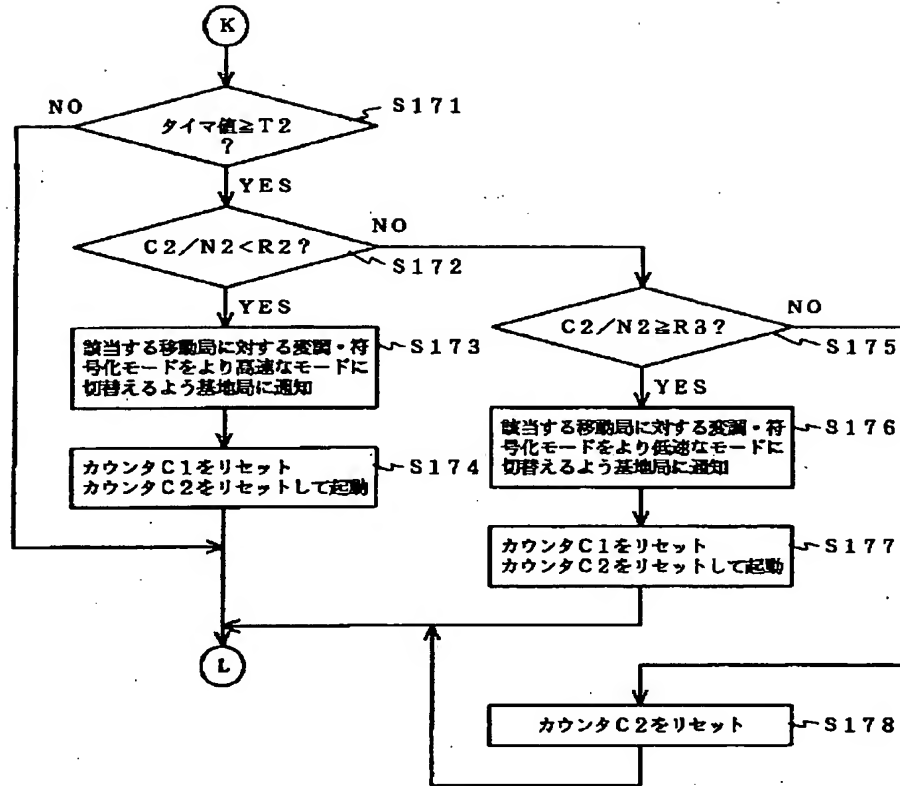 K
NO
S171
タイマ値≧T2
?
YES
NO
C2/N2<R2?
S172
YES
NO
C2/N2≧R3?
S175
該当する移動局に対する変調・符
号化モードをより高速なモードに
切替えるよう基地局に通知
S173
YES
該当する移動局に対する変調・符
号化モードをより低速なモードに
切替えるよう基地局に通知
S176
カウンタC1をリセット
カウンタC2をリセットして起動
S174
カウンタC1をリセット
カウンタC2をリセットして起動
S177
L
カウンタC2をリセット
S178